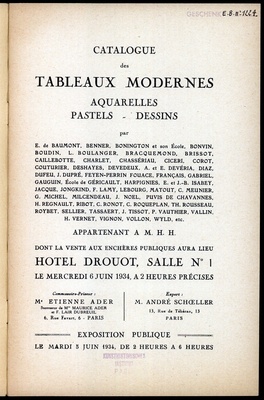 E-B-N°1664.
CATALOGUE
des
TABLEAUX MODERNES
AQUARELLES
PASTELS - DESSINS
par
E. de BAUMONT, BENNER, BONINGTON et son École, BONVIN,
BOUDIN, L. BOULANGER, BRACQUEMOND, BRISSOT,
CAILLEBOTTE, CHARLET, CHASSÉRIAU, CICERI, COROT,
COUTURIER, DESHAYES, DEVEDEUX, A. et E. DEVÉRIA, DIAZ,
DUFEU, J. DUPRÉ, FEYEN-PERRIN FOUACE, FRANÇAIS, GABRIEL,
GAUGUIN, École de GÉRICAULT, HARPIGNIES, E. et J.-B. ISABEY,
JACQUE, JONGKIND, F. LAMY, LEBOURG, MATOUT, C. MEUNIER,
G. MICHEL, MILCENDEAU, J. NOEL, PUVIS DE CHAVANNES,
H. REGNAULT, RIBOT, C. RONOT, C. ROQUEPLAN, TH. ROUSSEAU,
ROYBET, SELLIER, TASSAERT, J. TISSOT, P. VAUTHIER, VALLIN,
H. VERNET, VIGNON, VOLLON, WYLD, etc.
APPARTENANT A M. H. H.
DONT LA VENTE AUX ENCHÈRES PUBLIQUES AURA LIEU
HOTEL DROUOT, SALLE N° 1
LE MERCREDI 6 JUIN 1934, A 2 HEURES PRÉCISES
Commissaire-Priseur :
M° ETIENNE ADER
Successeur de M° MAURICE ADER
et F. LAIR DUBREUIL
6, Rue Favart, 6 - PARIS
Expert :
M. ANDRÉ SCHŒLLER
13, Rue de Téhéran, 13
PARIS
EXPOSITION PUBLIQUE
LE MARDI 5 JUIN 1934, DE 2 HEURES A 6 HEURES